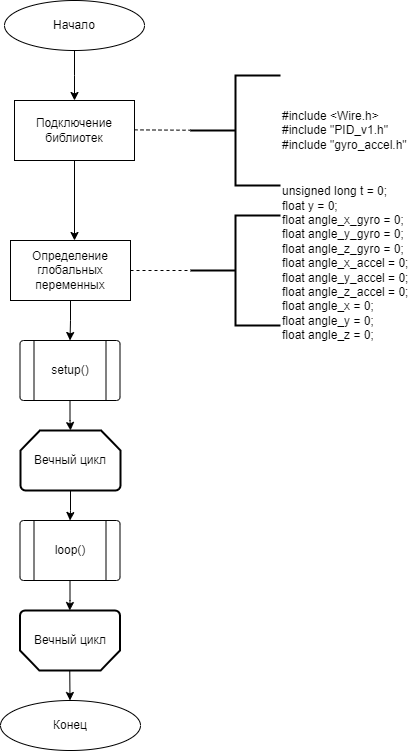 Начало
Подключение
библиотек
#include <Wire.h>
#include "PID_v1.h"
#include "gyro_accel.h"
Определение
глобальных
переменных
unsigned long t = 0;
float y = 0;
float angle_x_gyro = 0;
float angle_y_gyro = 0;
float angle_z_gyro = 0;
float angle_x_accel = 0;
float angle_y_accel = 0;
float angle_z_accel = 0;
float angle_x = 0;
float angle_y = 0;
float angle_z = 0;
setup()
Вечный цикл
loop()
Вечный цикл
Конец